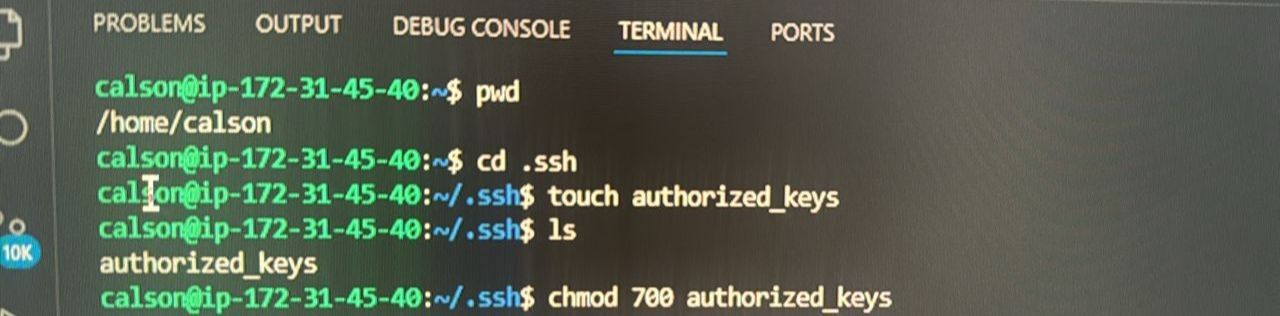 PROBLEMS OUTPUT DEBUG CONSOLE TERMINAL PORTS
calson@ip-172-31-45-40:~$ pwd
/home/calson
calson@ip-172-31-45-40:~$ cd .ssh
calson@ip-172-31-45-40:~/.ssh$ touch authorized_keys
calson@ip-172-31-45-40:~/.ssh$ ls
10K
authorized_keys
calson@ip-172-31-45-40:~/.ssh$ chmod 700 authorized_keys